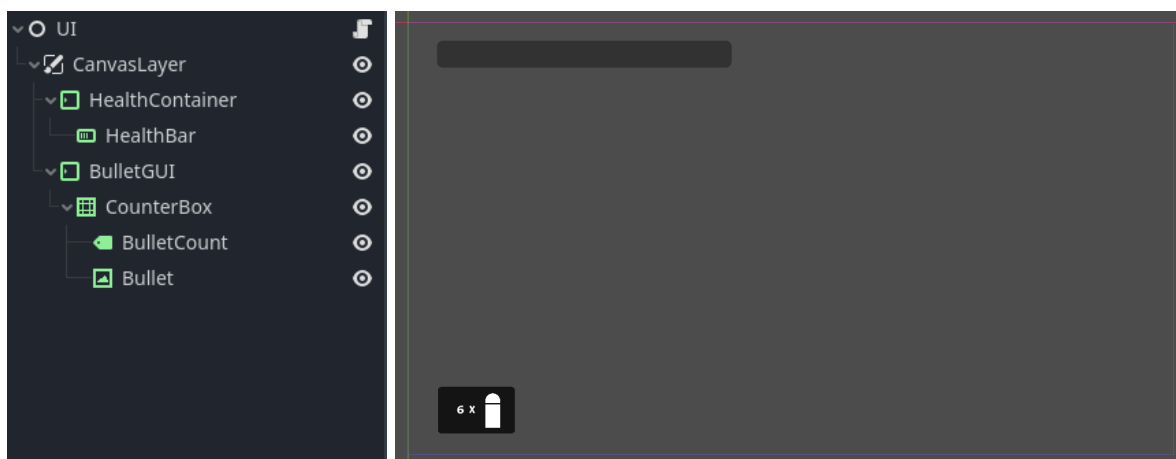 UI
CanvasLayer
HealthContainer
HealthBar
BulletGUI
CounterBox
BulletCount
Bullet
6 x